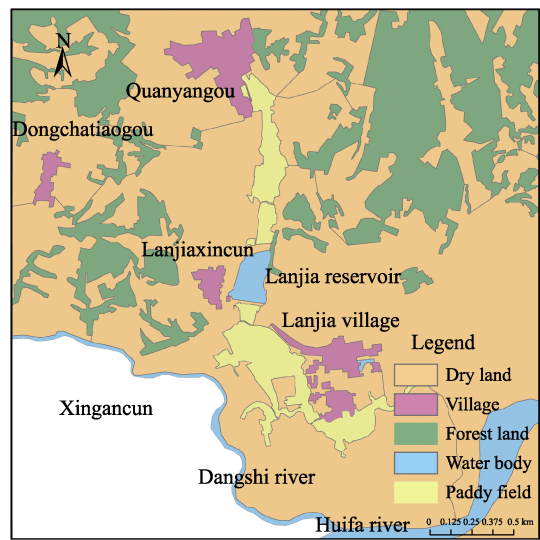 N
Quanyangou
Dongchatiaogou
Lanjiaxincun
Lanjia reservoir
Lanjia village
Legend
Dry land
Village
Forest land
Water body
Paddy field
Xingancun
Dangshi river
Huifa river
0 0.125 0.25 0.375 0.5 km